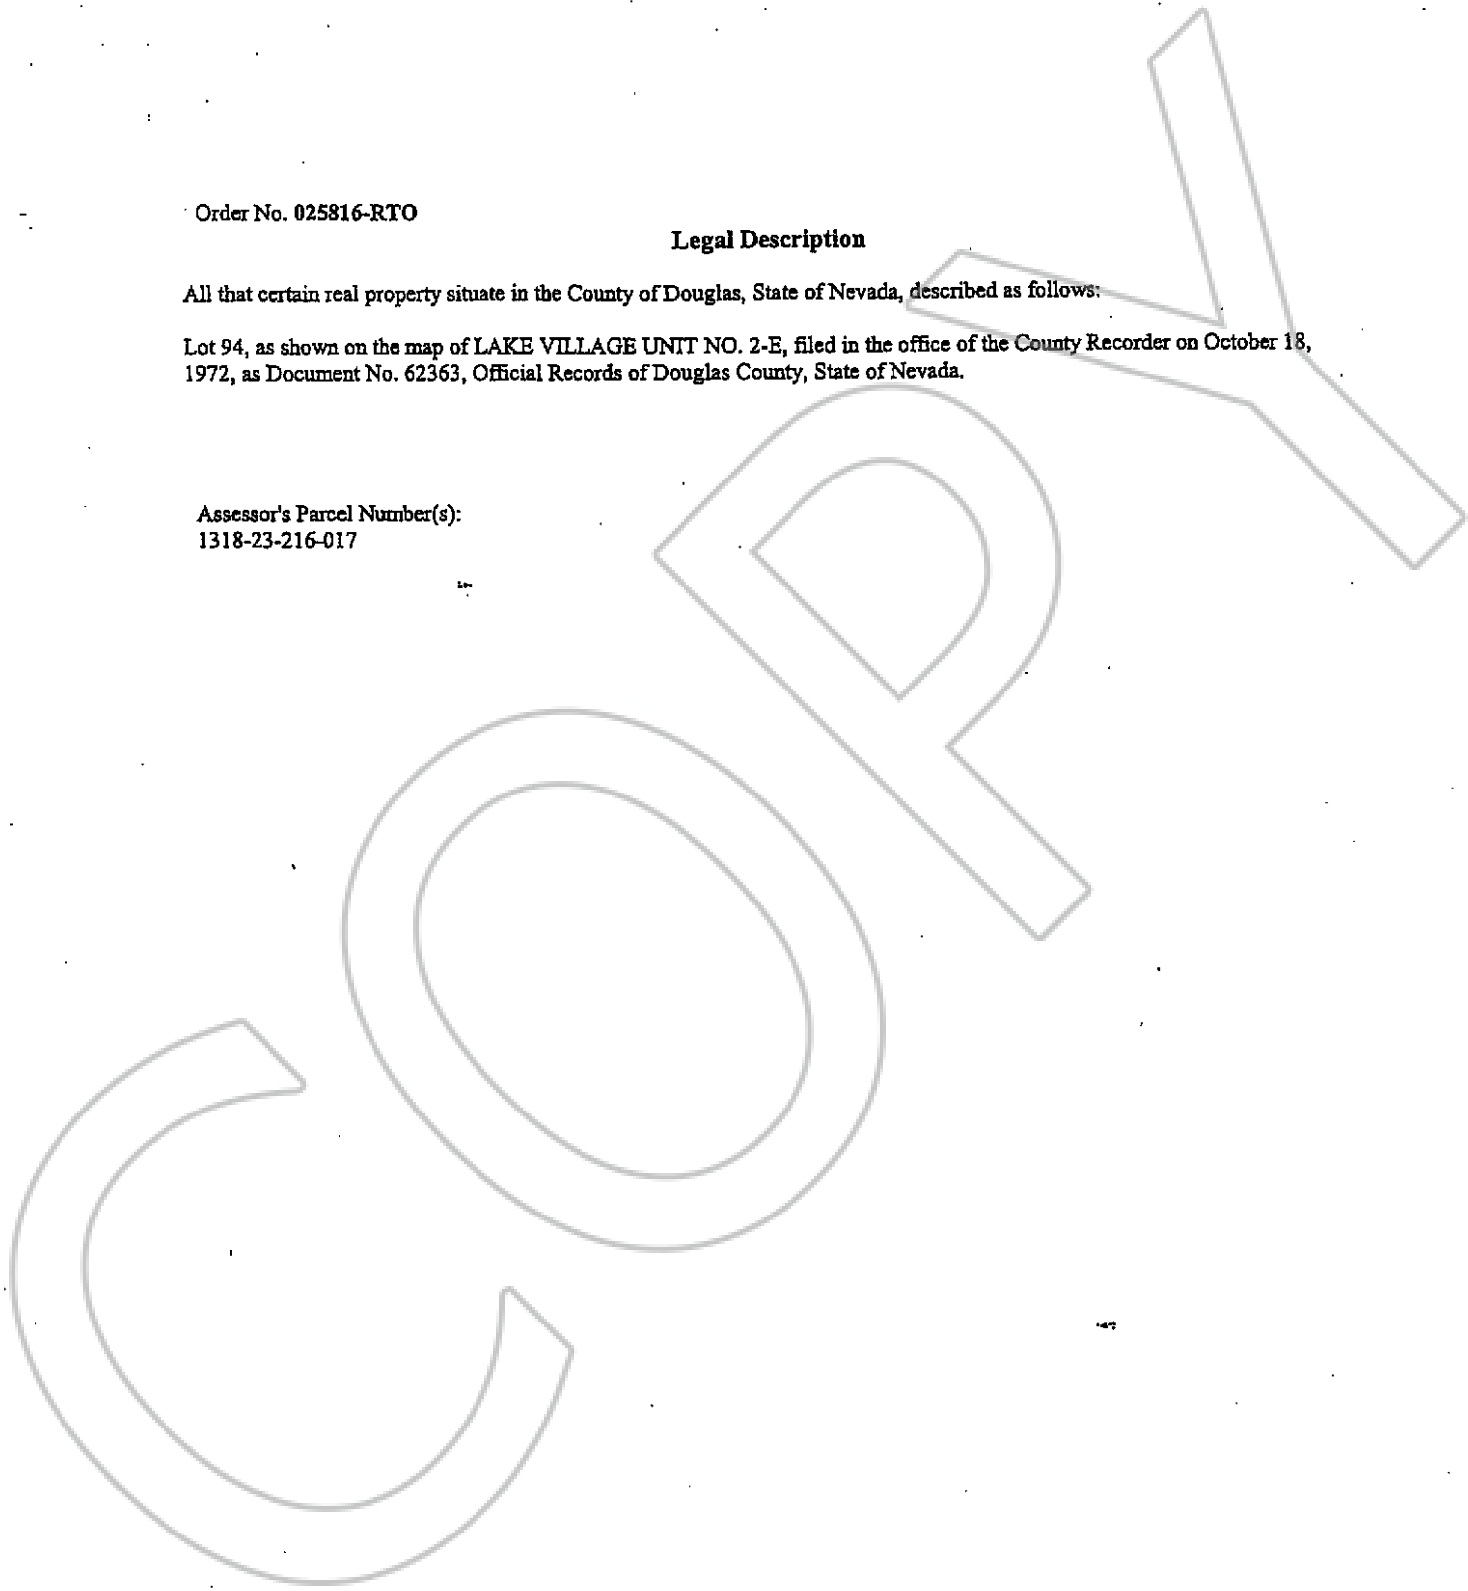 Order No. 025816-RTO
Legal Description
All that certain real property situate in the County of Douglas, State of Nevada, described as follows:
Lot 94, as shown on the map of LAKE VILLAGE UNIT NO. 2-E, filed in the office of the County Recorder on October 18,
1972, as Document No. 62363, Official Records of Douglas County, State of Nevada.
Assessor's Parcel Number(s):
1318-23-216-017
COPY